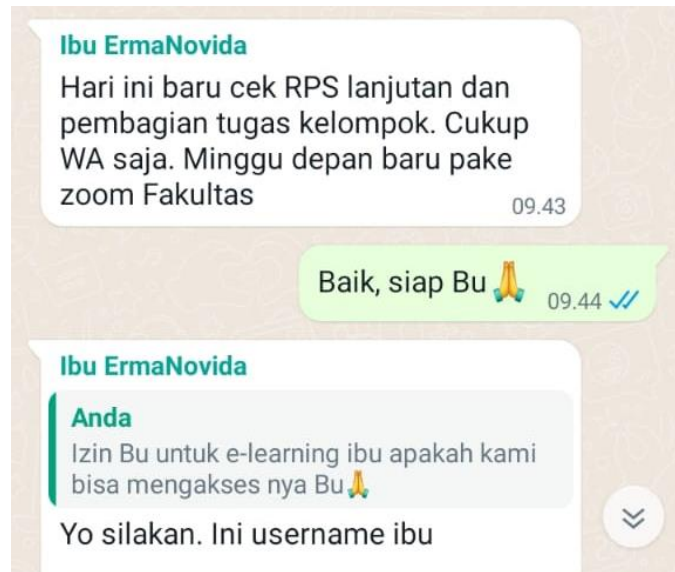 Ibu ErmaNovida
Hari ini baru cek RPS lanjutan dan
pembagian tugas kelompok. Cukup
WA saja. Minggu depan baru pake
zoom Fakultas
09.43
Baik, siap Bu🙏
09.44
Ibu ErmaNovida
Anda
Izin Bu untuk e-learning ibu apakah kami
bisa mengakses nya Bu🙏
Yo silakan. Ini username ibu